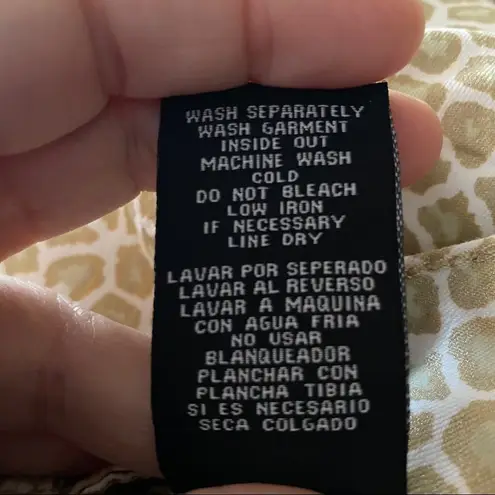 WASH SEPARATELY
WASH GARMENT
INSIDE OUT
MACHINE WASH
COLD
DO NOT BLEACH
LOW IRON
IF NECESSARY
LINE DRY
LAVAR POR SEPERADO
LAVAR AL REVERSO
LAVAR A MAQUINA
CON AGUA FRIA
NO USAR
BLANQUEADOR
PLANCHAR CON
PLANCHA TIBIA
SI ES NECESARIO
SECA COLGADO